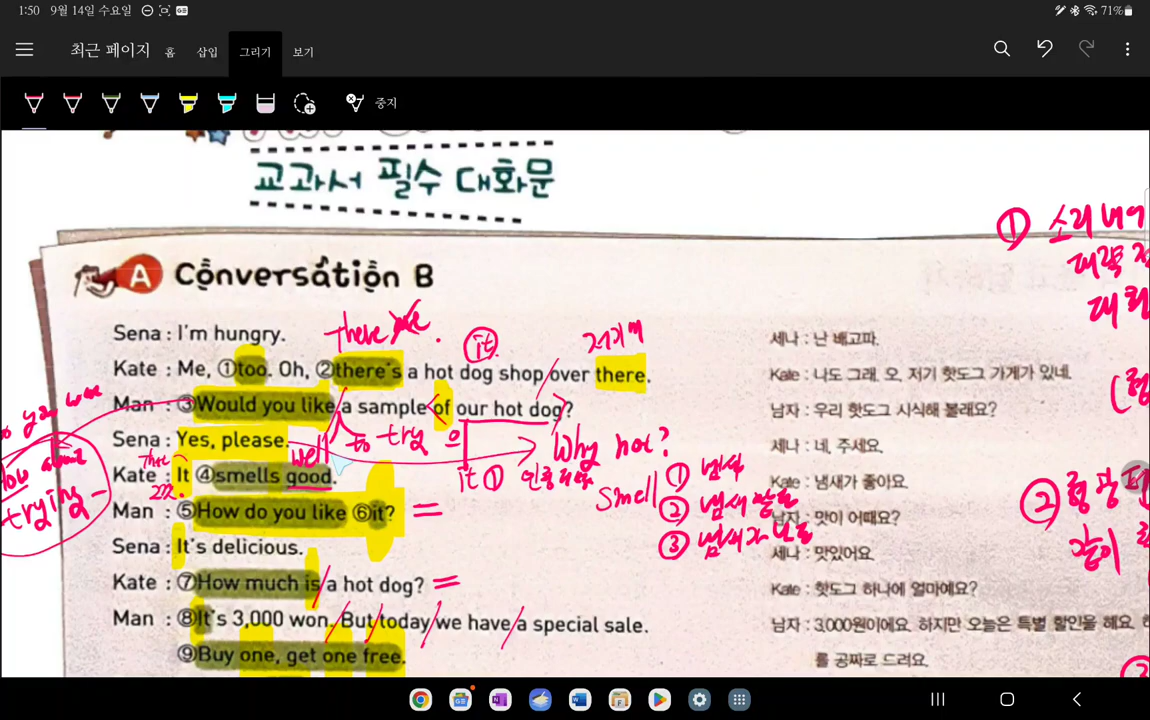 1:50 9월 14일 수요일
71%
최근 페이지 홈 삽입 그리기 보기
중지
교과서 필수 대화문
A Conversation B
Sena : I'm hungry.
there are
it
저기에
Kate : Me, ①too. Oh, ②there's a hot dog shop over there.
Man : ③Would you like a sample of our hot dog?
to try 의
Why not?
Sena : Yes, please.
well
it ①
How about
trying
Kate : It ④smells good.
Man : ⑤How do you like ⑥it? =
smell ① 냄새
②
③
Sena : It's delicious.
Kate : ⑦How much is a hot dog? =
Man : ⑧It's 3,000 won. But today we have a special sale.
⑨Buy one, get one free.
① 소리 내어
②
③
세나 : 난 배고파.
Kate : 나도 그래. 오, 저기 핫도그 가게가 있네.
남자 : 우리 핫도그 시식해 볼래요?
세나 : 네, 주세요.
Kate : 냄새가 좋아요.
남자 : 맛이 어때요?
세나 : 맛있어요.
Kate : 핫도그 하나에 얼마예요?
남자 : 3,000원이에요. 하지만 오늘은 특별 할인을 해요.
를 공짜로 드려요.